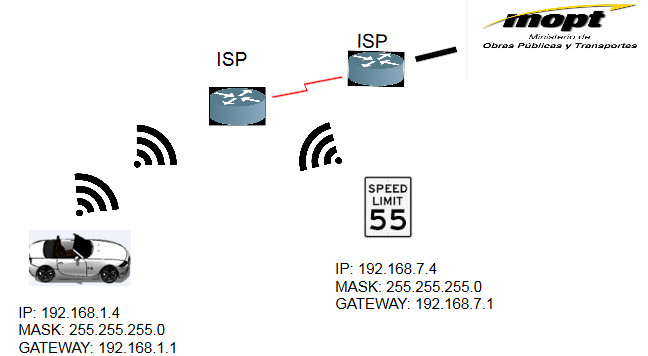 mopt
Ministerio de
Obras Públicas y Transportes
ISP
ISP
SPEED
LIMIT
55
IP: 192.168.7.4
MASK: 255.255.255.0
GATEWAY: 192.168.7.1
IP: 192.168.1.4
MASK: 255.255.255.0
GATEWAY: 192.168.1.1